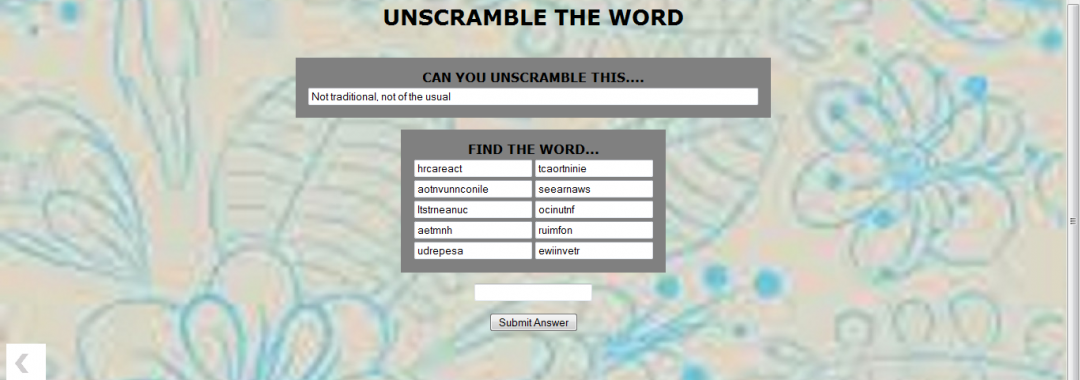 UNSCRAMBLE THE WORD
CAN YOU UNSCRAMBLE THIS....
Not traditional, not of the usual
FIND THE WORD...
hrcareact tcaortninie
aotnvunnconile seearnaws
ltstrneanuc ocinutnf
aetmnh ruimfon
udrepesa ewiinvetr
Submit Answer